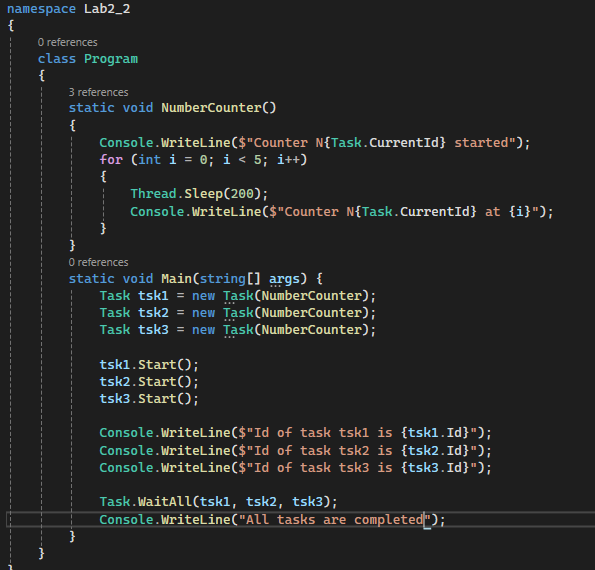 namespace Lab2_2
{
0 references
class Program
{
3 references
static void NumberCounter()
{
Console.WriteLine($"Counter N{Task.CurrentId} started");
for (int i = 0; i < 5; i++)
{
Thread.Sleep(200);
Console.WriteLine($"Counter N{Task.CurrentId} at {i}");
}
}
0 references
static void Main(string[] args) {
Task tsk1 = new Task(NumberCounter);
Task tsk2 = new Task(NumberCounter);
Task tsk3 = new Task(NumberCounter);
tsk1.Start();
tsk2.Start();
tsk3.Start();
Console.WriteLine($"Id of task tsk1 is {tsk1.Id}");
Console.WriteLine($"Id of task tsk2 is {tsk2.Id}");
Console.WriteLine($"Id of task tsk3 is {tsk3.Id}");
Task.WaitAll(tsk1, tsk2, tsk3);
Console.WriteLine("All tasks are completed");
}
}
}